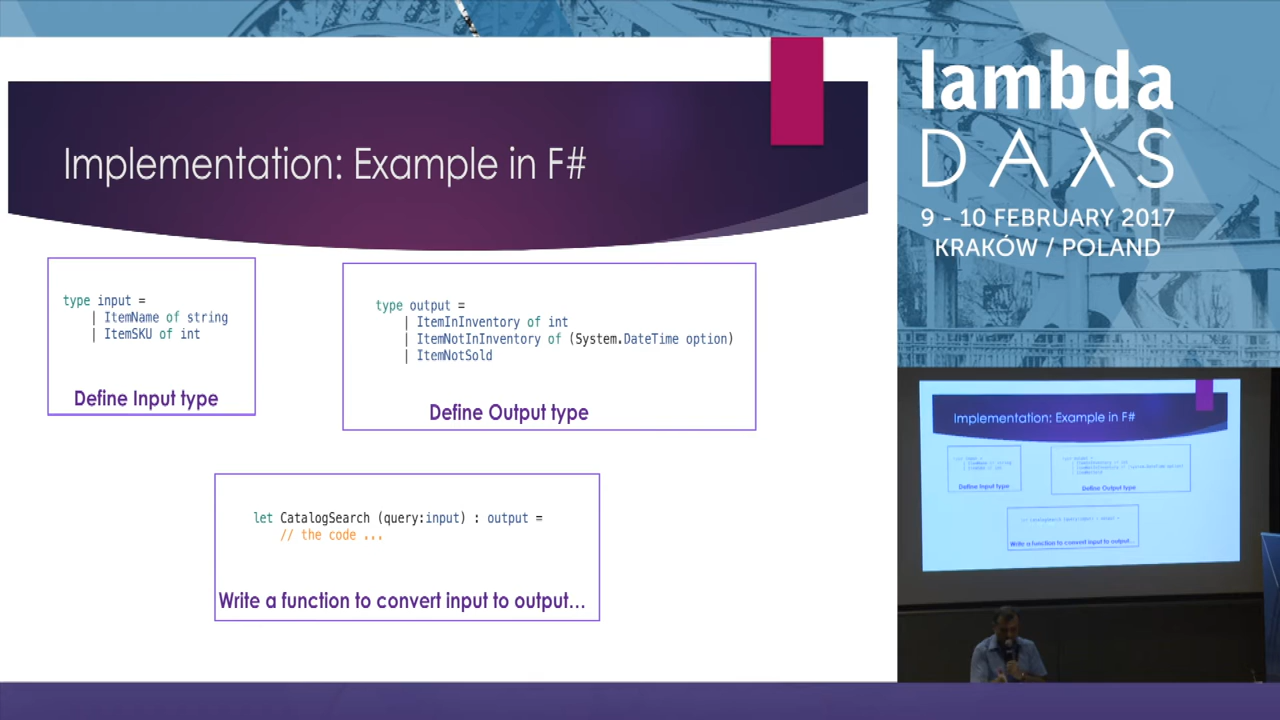 Implementation: Example in F#
type input =
| ItemName of string
| ItemSKU of int
Define Input type
type output =
| ItemInInventory of int
| ItemNotInInventory of (System.DateTime option)
| ItemNotSold
Define Output type
let CatalogSearch (query:input) : output =
// the code ...
Write a function to convert input to output...
lambda
DAλS
9 - 10 FEBRUARY 2017
KRAKÓW / POLAND
Implementation: Example in F#
Define Input type
Define Output type
Write a function to convert input to output...